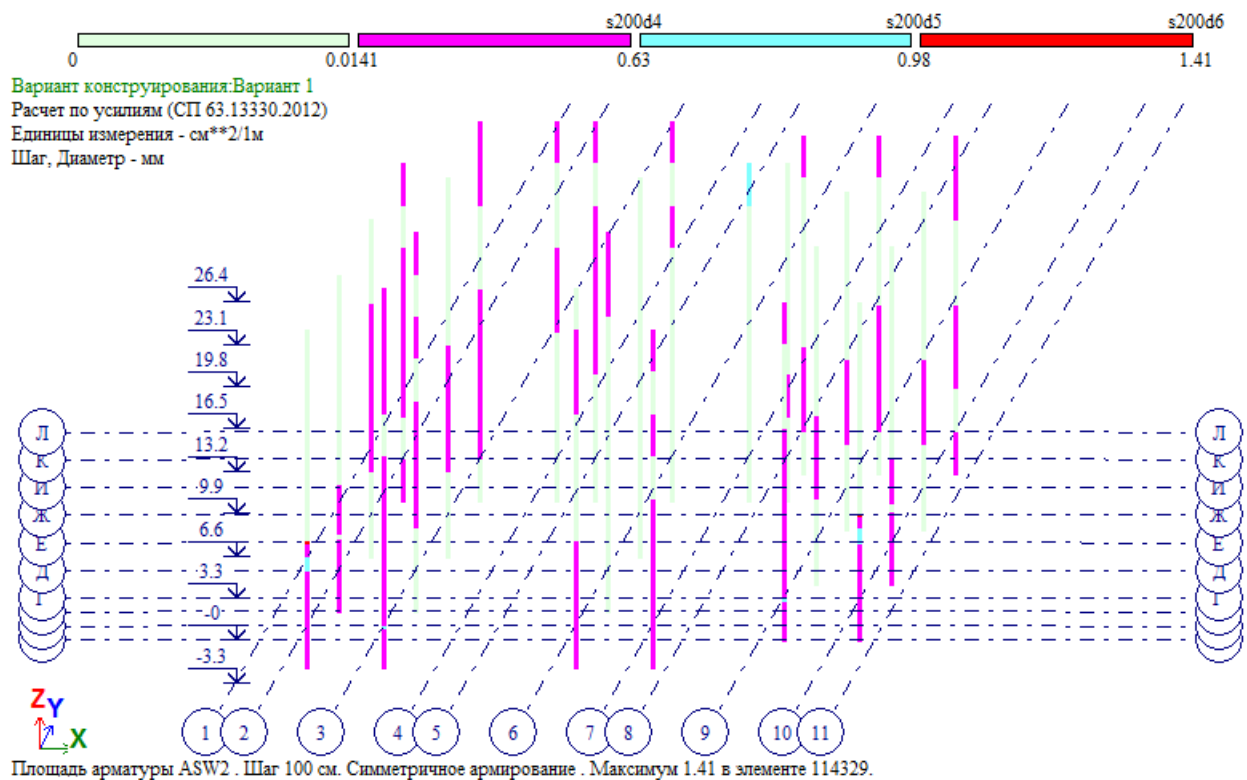 s200d4 s200d5 s200d6
0 0.0141 0.63 0.98 1.41
Вариант конструирования:Вариант 1
Расчет по усилиям (СП 63.13330.2012)
Единицы измерения - см**2/1м
Шаг, Диаметр - мм
26.4
23.1
19.8
16.5
Л Л
13.2
К К
И И
9.9
Ж Ж
6.6
Е Е
3.3
Д Д
Г Г
-0
-3.3
Z Y X
1 2 3 4 5 6 7 8 9 10 11
Площадь арматуры ASW2 . Шаг 100 см. Симметричное армирование . Максимум 1.41 в элементе 114329.